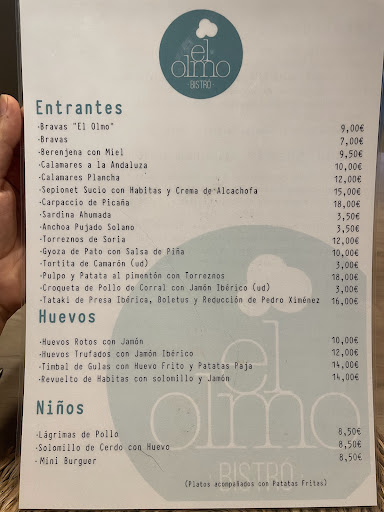 el
olmo
BISTRÓ
Entrantes
-Bravas "El Olmo" 9,00€
-Bravas 7,00€
-Berenjena con Miel 9,50€
-Calamares a la Andaluza 10,00€
-Calamares Plancha 12,00€
-Sepionet Sucio con Habitas y Crema de Alcachofa 15,00€
-Carpaccio de Picaña 18,00€
-Sardina Ahumada 3,50€
-Anchoa Pujado Solano 3,50€
-Torreznos de Soria 12,00€
-Gyoza de Pato con Salsa de Piña 10,00€
-Tortita de Camarón (ud) 3,00€
-Pulpo y Patata al pimentón con Torreznos 18,00€
-Croqueta de Pollo de Corral con Jamón Ibérico (ud) 3,00€
-Tataki de Presa Ibérica, Boletus y Reducción de Pedro Ximénez 16,00€
Huevos
-Huevos Rotos con Jamón 10,00€
-Huevos Trufados con Jamón Ibérico 12,00€
-Timbal de Gulas con Huevo Frito y Patatas Paja 14,00€
-Revuelto de Habitas con solomillo y Jamón 14,00€
Niños
-Lágrimas de Pollo 8,50€
-Solomillo de Cerdo con Huevo 8,50€
-Mini Burguer 8,50€
(Platos acompañados con Patatas Fritas)
el
olmo
BISTRÓ